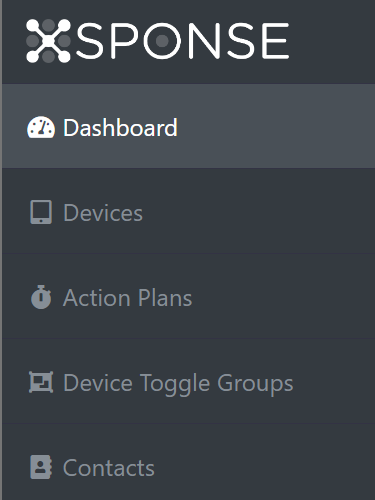 XSPONSE
Dashboard
Devices
Action Plans
Device Toggle Groups
Contacts